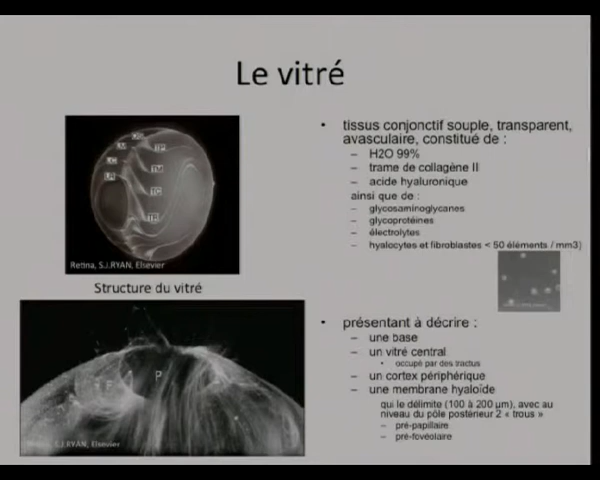 Le vitré
tissus conjonctif souple, transparent,
avasculaire, constitué de :
– H2O 99%
– trame de collagène II
– acide hyaluronique
ainsi que de :
– glycosaminoglycanes
– glycoprotéines
– électrolytes
– hyalocytes et fibroblastes < 50 éléments / mm3)
Retina, S.J.RYAN, Elsevier
Structure du vitré
• présentant à décrire :
– une base
– un vitré central
• occupé par des tractus
– un cortex périphérique
– une membrane hyaloïde
qui le délimite (100 à 200 µm), avec au
niveau du pôle postérieur 2 « trous »
– pré-papillaire
– pré-fovéolaire
P
F
Retina, S.J.RYAN, Elsevier